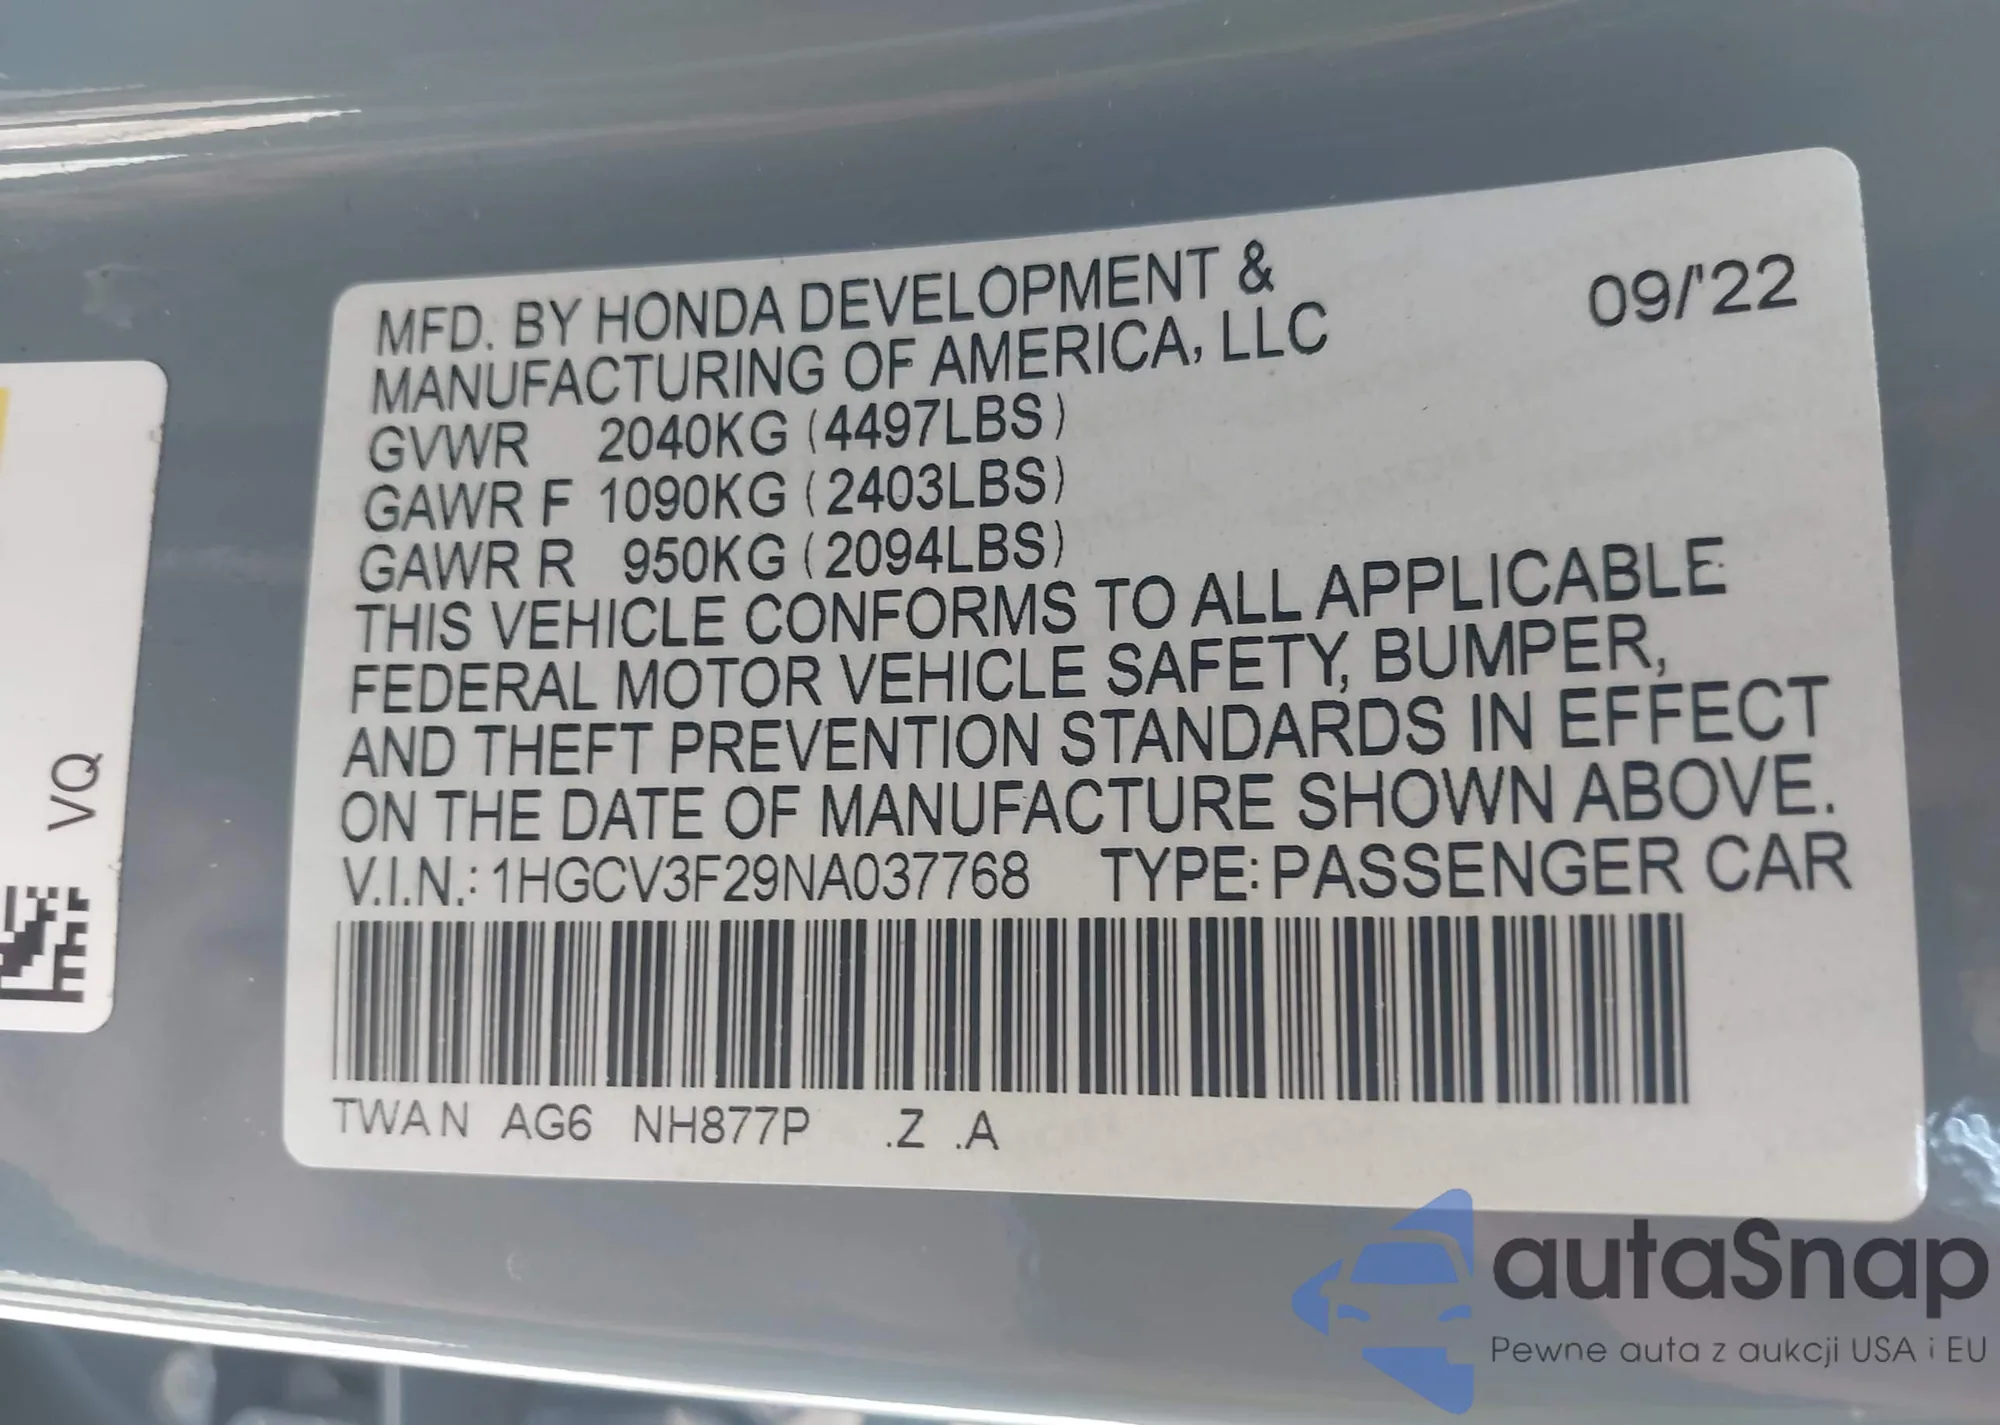 MFD. BY HONDA DEVELOPMENT &
MANUFACTURING OF AMERICA, LLC
09/'22
GVWR 2040KG (4497LBS)
GAWR F 1090KG (2403LBS)
GAWR R 950KG (2094LBS)
THIS VEHICLE CONFORMS TO ALL APPLICABLE
FEDERAL MOTOR VEHICLE SAFETY, BUMPER,
AND THEFT PREVENTION STANDARDS IN EFFECT
ON THE DATE OF MANUFACTURE SHOWN ABOVE.
V.I.N.: 1HGCV3F29NA037768 TYPE: PASSENGER CAR
TWAN AG6 NH877P .Z .A
VQ
autaSnap
Pewne auta z aukcji USA i EU